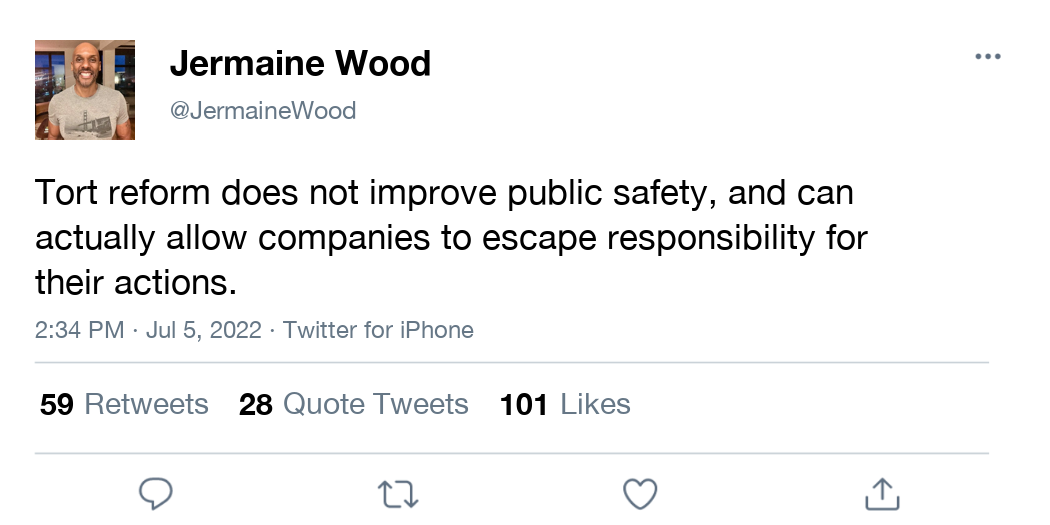 Jermaine Wood
@JermaineWood
Tort reform does not improve public safety, and can
actually allow companies to escape responsibility for
their actions.
2:34 PM · Jul 5, 2022 · Twitter for iPhone
59 Retweets 28 Quote Tweets 101 Likes